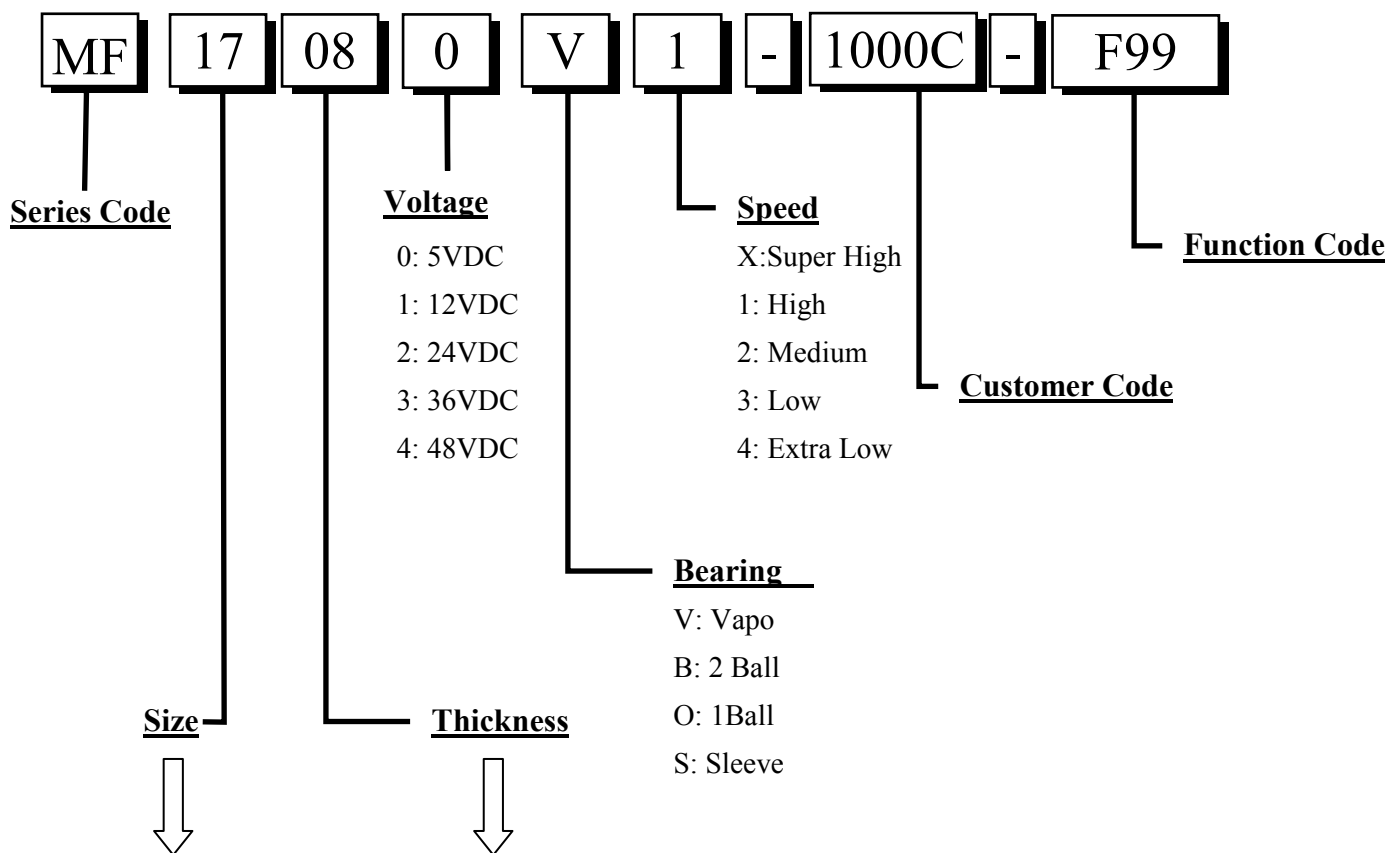 MF 17 08 0 V 1 - 1000C - F99
Series Code
Voltage
0: 5VDC
1: 12VDC
2: 24VDC
3: 36VDC
4: 48VDC
Speed
X:Super High
1: High
2: Medium
3: Low
4: Extra Low
Function Code
Customer Code
Bearing
V: Vapo
B: 2 Ball
O: 1Ball
S: Sleeve
Size
Thickness